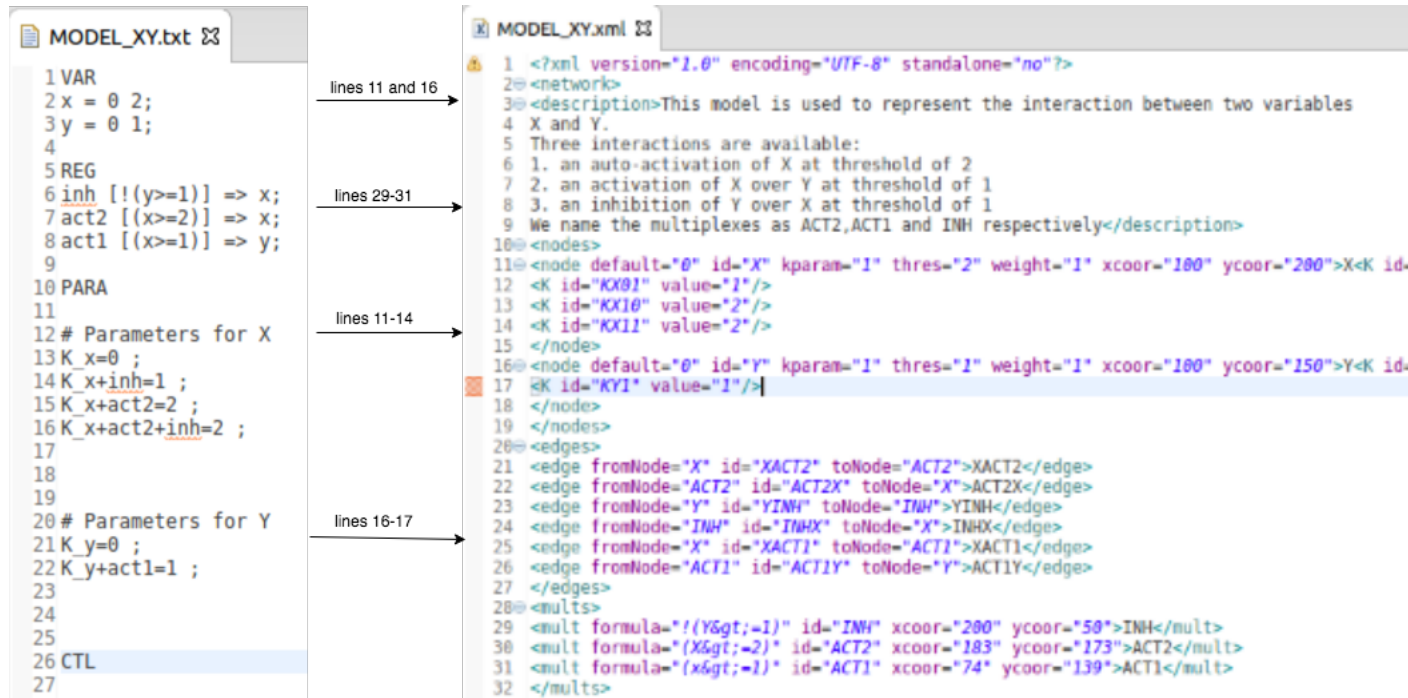 MODEL_XY.txt
1 VAR
2 x = 0 2;
3 y = 0 1;
4
5 REG
6 inh [!(y>=1)] => x;
7 act2 [(x>=2)] => x;
8 act1 [(x>=1)] => y;
9
10 PARA
11
12 # Parameters for X
13 K_x=0 ;
14 K_x+inh=1 ;
15 K_x+act2=2 ;
16 K_x+act2+inh=2 ;
17
18
19
20 # Parameters for Y
21 K_y=0 ;
22 K_y+act1=1 ;
23
24
25
26 CTL
27
lines 11 and 16
lines 29-31
lines 11-14
lines 16-17
MODEL_XY.xml
1 <?xml version="1.0" encoding="UTF-8" standalone="no"?>
2 <network>
3 <description>This model is used to represent the interaction between two variables
4 X and Y.
5 Three interactions are available:
6 1. an auto-activation of X at threshold of 2
7 2. an activation of X over Y at threshold of 1
8 3. an inhibition of Y over X at threshold of 1
9 We name the multiplexes as ACT2,ACT1 and INH respectively</description>
10 <nodes>
11 <node default="0" id="X" kparam="1" thres="2" weight="1" xcoor="100" ycoor="200">X<K id=
12 <K id="KX01" value="1"/>
13 <K id="KX10" value="2"/>
14 <K id="KX11" value="2"/>
15 </node>
16 <node default="0" id="Y" kparam="1" thres="1" weight="1" xcoor="100" ycoor="150">Y<K id=
17 <K id="KY1" value="1"/>
18 </node>
19 </nodes>
20 <edges>
21 <edge fromNode="X" id="XACT2" toNode="ACT2">XACT2</edge>
22 <edge fromNode="ACT2" id="ACT2X" toNode="X">ACT2X</edge>
23 <edge fromNode="Y" id="YINH" toNode="INH">YINH</edge>
24 <edge fromNode="INH" id="INHX" toNode="X">INHX</edge>
25 <edge fromNode="X" id="XACT1" toNode="ACT1">XACT1</edge>
26 <edge fromNode="ACT1" id="ACT1Y" toNode="Y">ACT1Y</edge>
27 </edges>
28 <mults>
29 <mult formula="!(Y&gt;=1)" id="INH" xcoor="200" ycoor="50">INH</mult>
30 <mult formula="(X&gt;=2)" id="ACT2" xcoor="183" ycoor="173">ACT2</mult>
31 <mult formula="(x&gt;=1)" id="ACT1" xcoor="74" ycoor="139">ACT1</mult>
32 </mults>